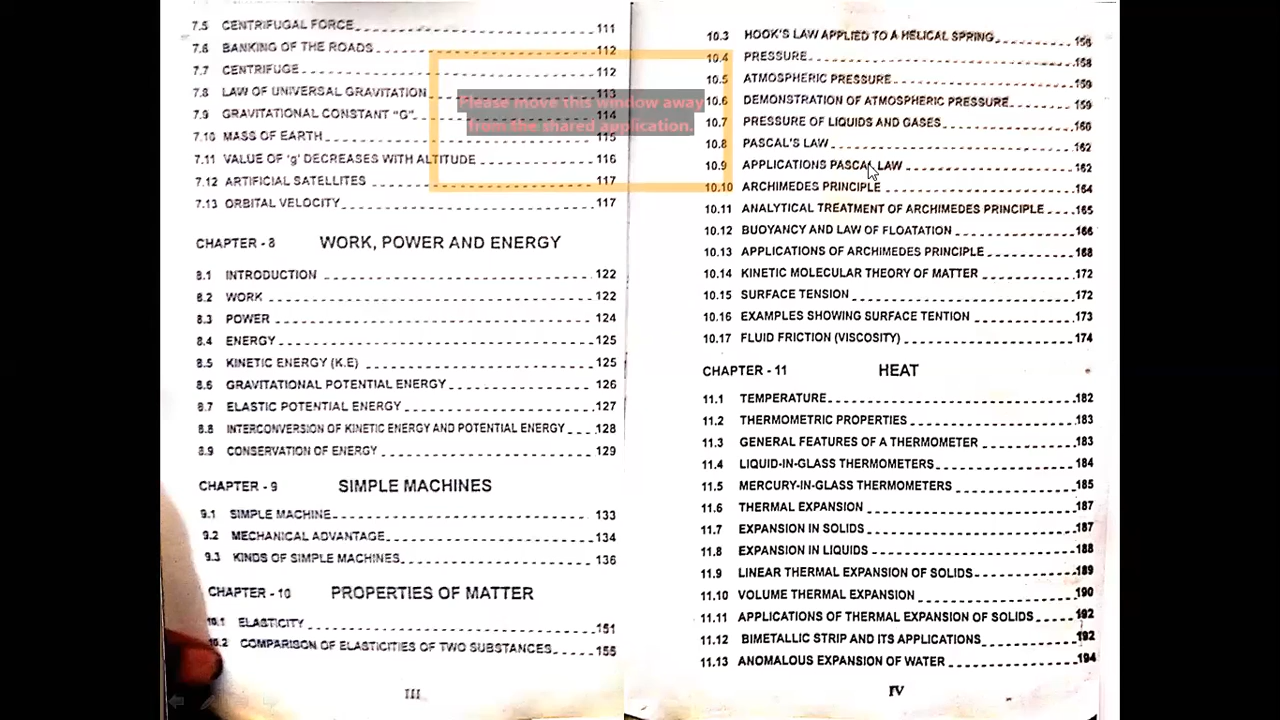 7.5 CENTRIFUGAL FORCE 111
7.6 BANKING OF THE ROADS 112
7.7 CENTRIFUGE 112
7.8 LAW OF UNIVERSAL GRAVITATION 113
7.9 GRAVITATIONAL CONSTANT "G" 114
7.10 MASS OF EARTH 115
7.11 VALUE OF 'g' DECREASES WITH ALTITUDE 116
7.12 ARTIFICIAL SATELLITES 117
7.13 ORBITAL VELOCITY 117
CHAPTER - 8 WORK, POWER AND ENERGY
8.1 INTRODUCTION 122
8.2 WORK 122
8.3 POWER 124
8.4 ENERGY 125
8.5 KINETIC ENERGY (K.E) 125
8.6 GRAVITATIONAL POTENTIAL ENERGY 126
8.7 ELASTIC POTENTIAL ENERGY 127
8.8 INTERCONVERSION OF KINETIC ENERGY AND POTENTIAL ENERGY 128
8.9 CONSERVATION OF ENERGY 129
CHAPTER - 9 SIMPLE MACHINES
9.1 SIMPLE MACHINE 133
9.2 MECHANICAL ADVANTAGE 134
9.3 KINDS OF SIMPLE MACHINES 136
CHAPTER - 10 PROPERTIES OF MATTER
10.1 ELASTICITY 151
10.2 COMPARISON OF ELASTICITIES OF TWO SUBSTANCES 155
III
Please move this window away
from the shared application.
10.3 HOOK'S LAW APPLIED TO A HELICAL SPRING 156
10.4 PRESSURE 158
10.5 ATMOSPHERIC PRESSURE 159
10.6 DEMONSTRATION OF ATMOSPHERIC PRESSURE 159
10.7 PRESSURE OF LIQUIDS AND GASES 160
10.8 PASCAL'S LAW 162
10.9 APPLICATIONS PASCAL LAW 162
10.10 ARCHIMEDES PRINCIPLE 164
10.11 ANALYTICAL TREATMENT OF ARCHIMEDES PRINCIPLE 165
10.12 BUOYANCY AND LAW OF FLOATATION 166
10.13 APPLICATIONS OF ARCHIMEDES PRINCIPLE 168
10.14 KINETIC MOLECULAR THEORY OF MATTER 172
10.15 SURFACE TENSION 172
10.16 EXAMPLES SHOWING SURFACE TENTION 173
10.17 FLUID FRICTION (VISCOSITY) 174
CHAPTER - 11 HEAT
11.1 TEMPERATURE 182
11.2 THERMOMETRIC PROPERTIES 183
11.3 GENERAL FEATURES OF A THERMOMETER 183
11.4 LIQUID-IN-GLASS THERMOMETERS 184
11.5 MERCURY-IN-GLASS THERMOMETERS 185
11.6 THERMAL EXPANSION 187
11.7 EXPANSION IN SOLIDS 187
11.8 EXPANSION IN LIQUIDS 188
11.9 LINEAR THERMAL EXPANSION OF SOLIDS 189
11.10 VOLUME THERMAL EXPANSION 190
11.11 APPLICATIONS OF THERMAL EXPANSION OF SOLIDS 192
11.12 BIMETALLIC STRIP AND ITS APPLICATIONS 192
11.13 ANOMALOUS EXPANSION OF WATER 194
IV